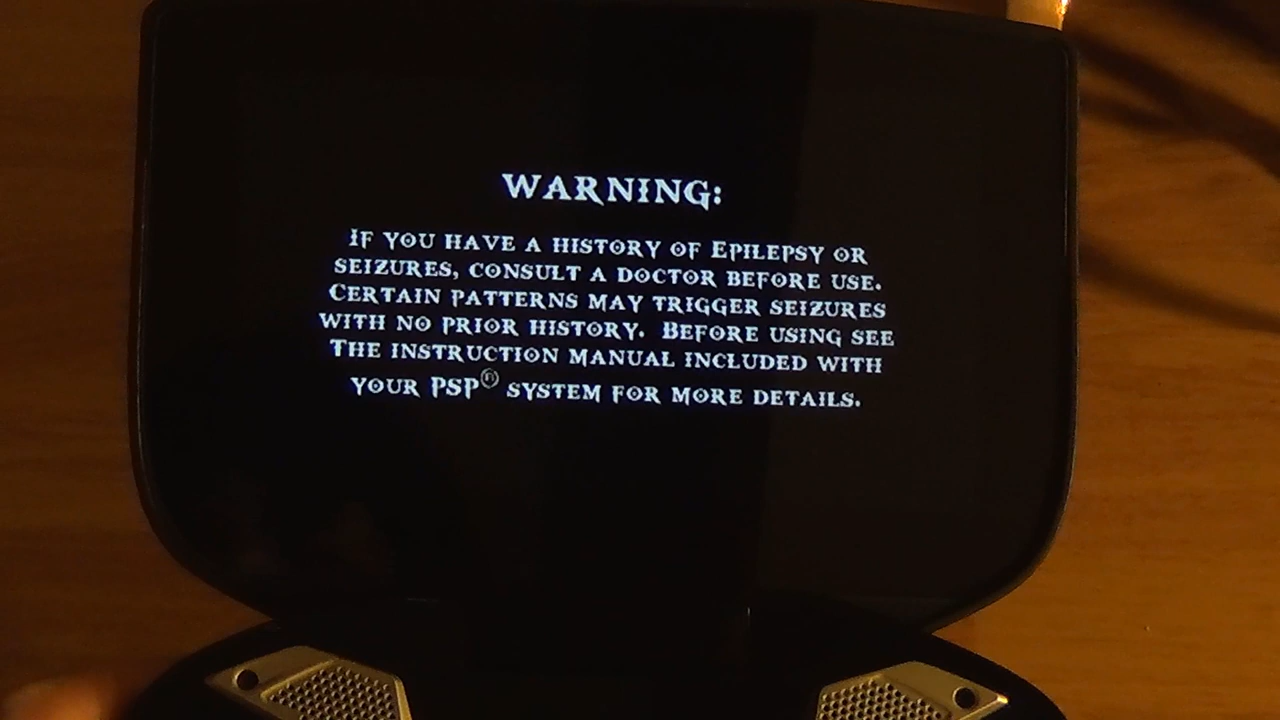 WARNING:
IF YOU HAVE A HISTORY OF EPILEPSY OR
SEIZURES, CONSULT A DOCTOR BEFORE USE.
CERTAIN PATTERNS MAY TRIGGER SEIZURES
WITH NO PRIOR HISTORY. BEFORE USING SEE
THE INSTRUCTION MANUAL INCLUDED WITH
YOUR PSP® SYSTEM FOR MORE DETAILS.